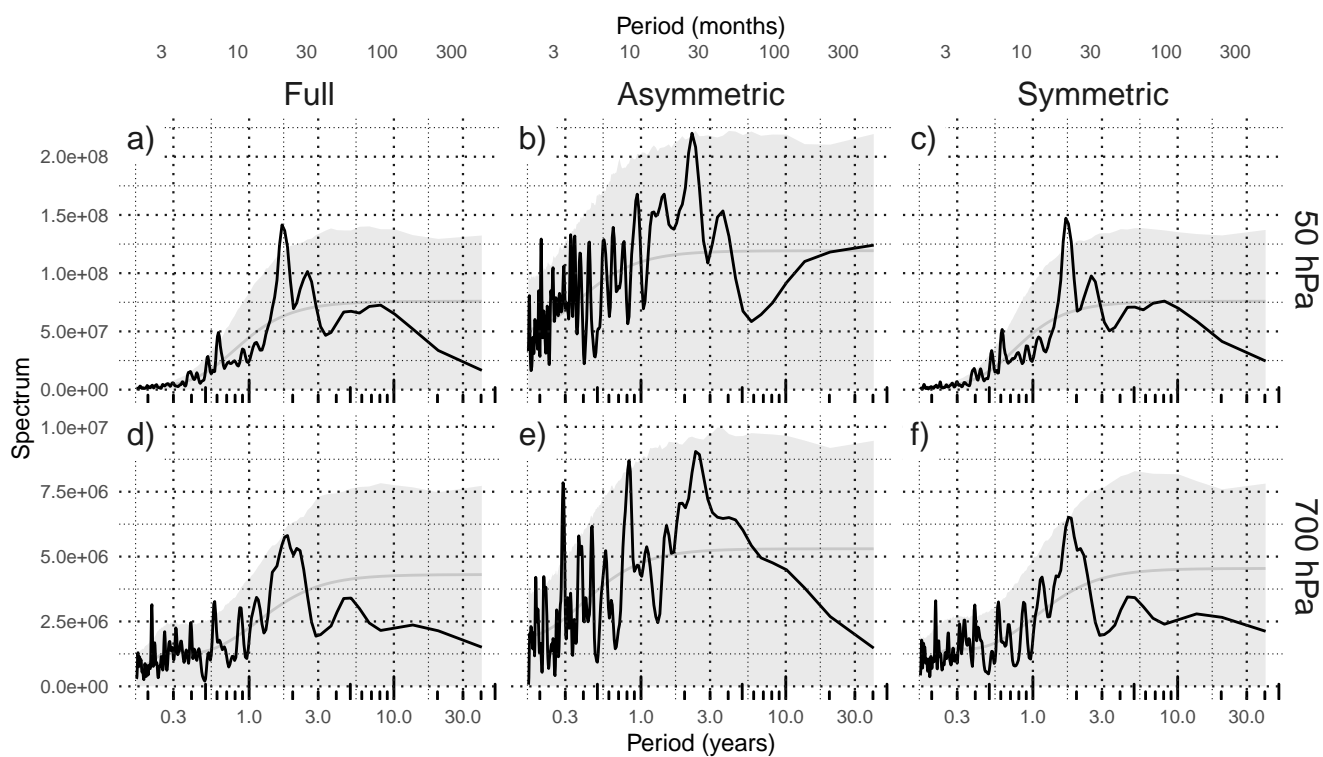 Period (months)
3 10 30 100 300 3 10 30 100 300 3 10 30 100 300
Full Asymmetric Symmetric
a) b) c)
2.0e+08
1.5e+08
1.0e+08
5.0e+07
0.0e+00
50 hPa
Spectrum
d) e) f)
1.0e+07
7.5e+06
5.0e+06
2.5e+06
0.0e+00
700 hPa
0.3 1.0 3.0 10.0 30.0 0.3 1.0 3.0 10.0 30.0 0.3 1.0 3.0 10.0 30.0
Period (years)